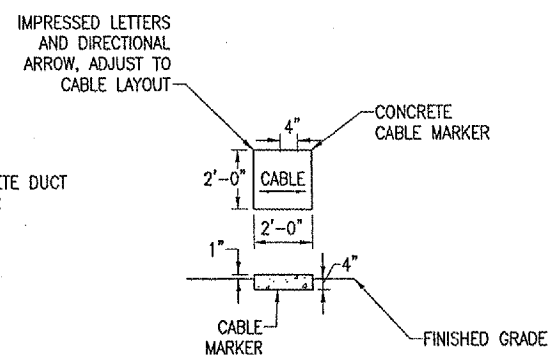 IMPRESSED LETTERS
AND DIRECTIONAL
ARROW, ADJUST TO
CABLE LAYOUT
CONCRETE
CABLE MARKER
4"
2'-0"
CABLE
2'-0"
DUCT
1"
4"
CABLE
MARKER
FINISHED GRADE